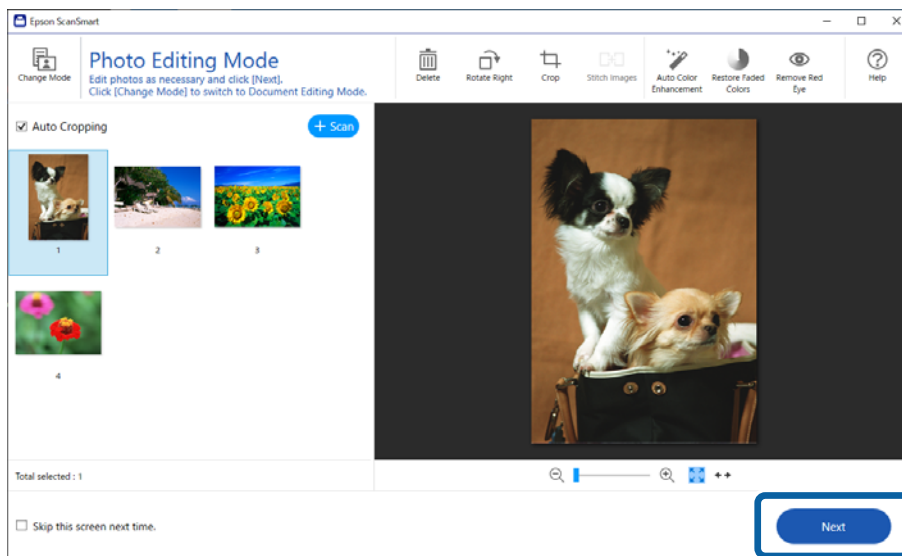 Epson ScanSmart
Change Mode
Photo Editing Mode
Edit photos as necessary and click [Next].
Click [Change Mode] to switch to Document Editing Mode.
Delete
Rotate Right
Crop
Stitch Images
Auto Color
Enhancement
Restore Faded
Colors
Remove Red
Eye
Help
Auto Cropping
+ Scan
1
2
3
4
Total selected : 1
Skip this screen next time.
Next